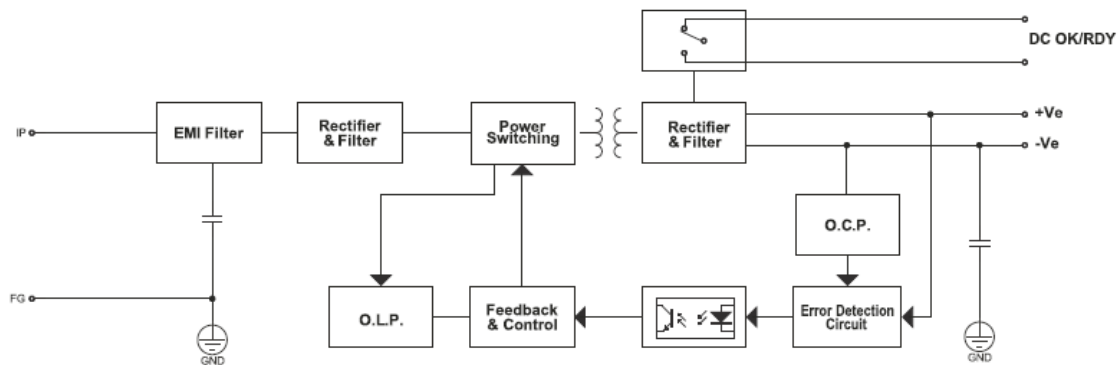 DC OK/RDY
IP
EMI Filter
Rectifier
& Filter
Power
Switching
Rectifier
& Filter
+Ve
-Ve
O.C.P.
FG
GND
O.L.P.
Feedback
& Control
Error Detection
Circuit
GND